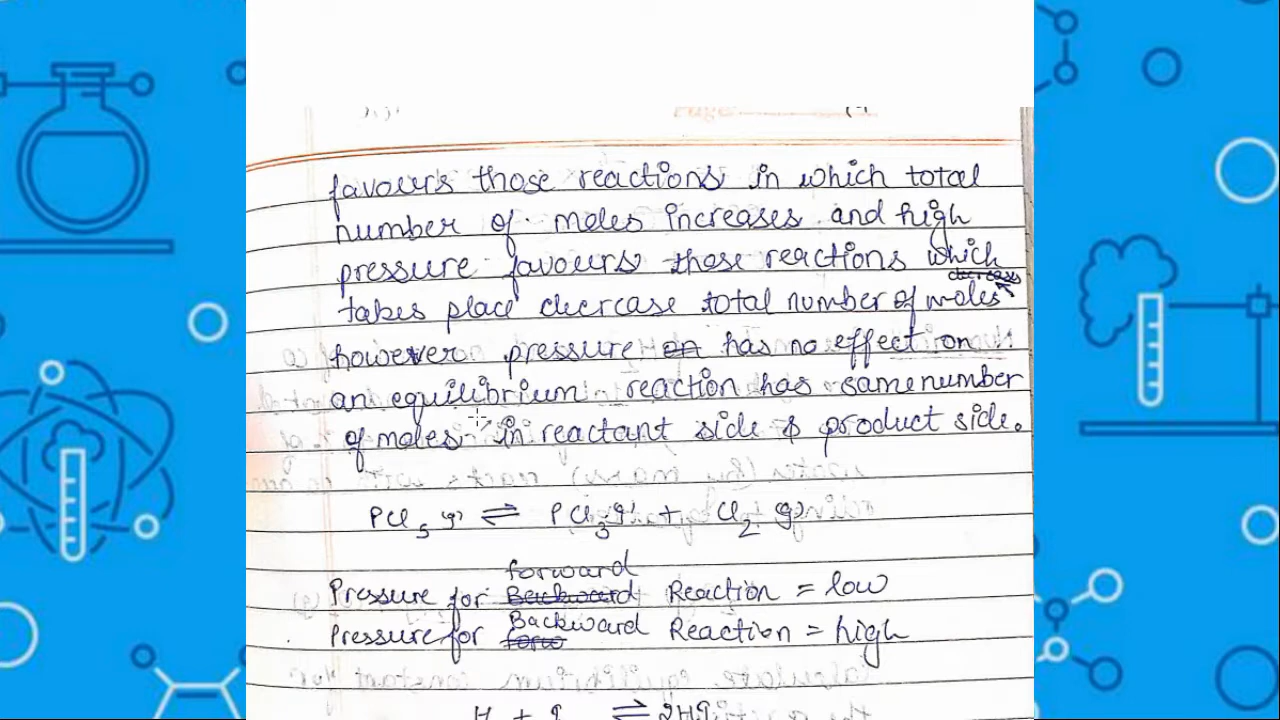 favours those reactions in which total
number of moles increases and high
pressure favours those reactions which
decreases
takes place decrease total number of moles
however pressure on has no effect on
an equilibrium reaction has same number
of moles in reactant side & product side.
PCl5 g ⇌ PCl3 g + Cl2 g
forward
Pressure for Backward Reaction = low
Pressure for Backward Reaction = high
forw